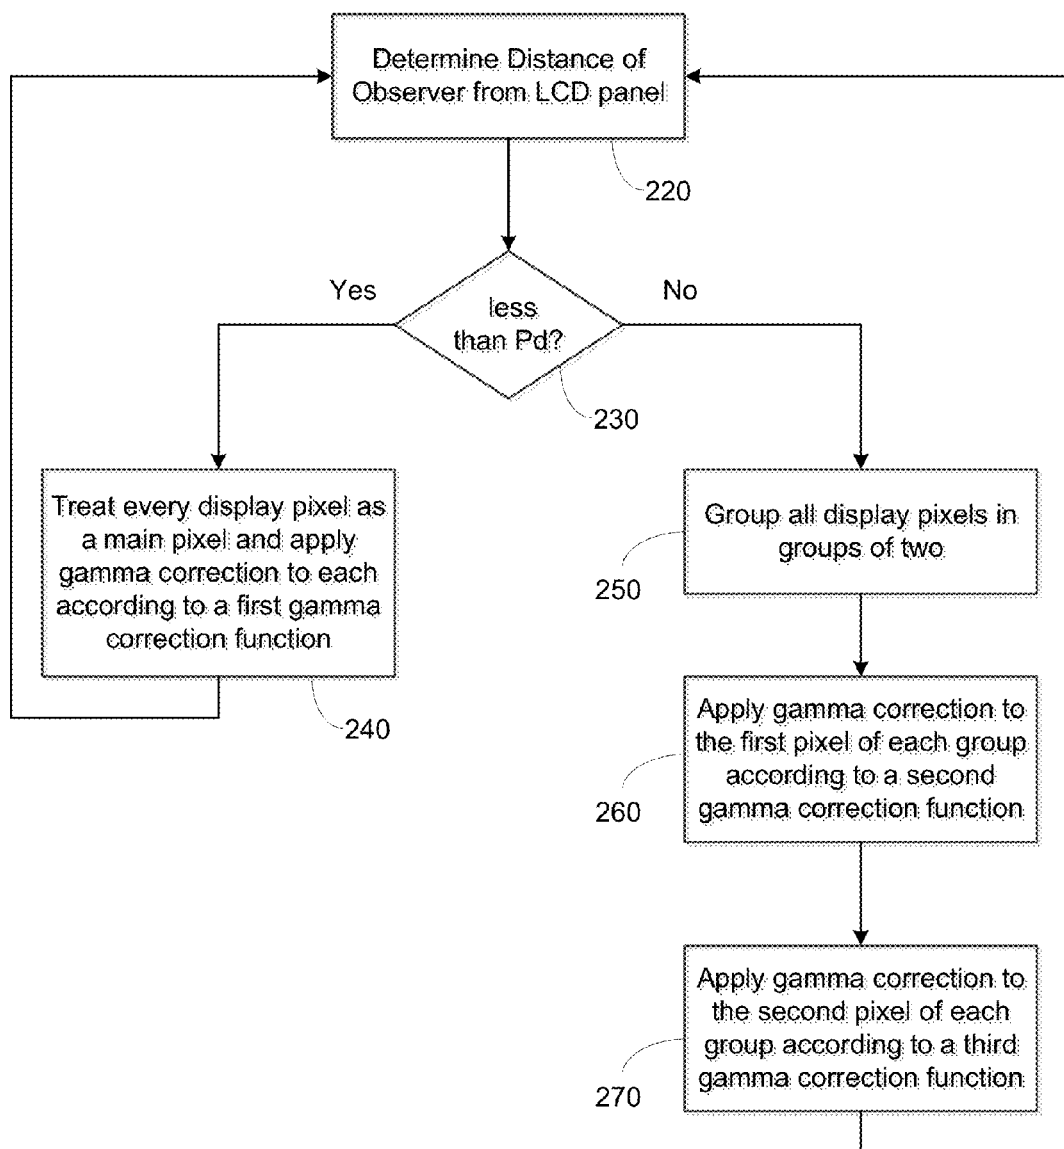 Determine Distance of
Observer from LCD panel
220
Yes
No
less
than Pd?
230
Treat every display pixel as
a main pixel and apply
gamma correction to each
according to a first gamma
correction function
240
Group all display pixels in
groups of two
250
Apply gamma correction to
the first pixel of each group
according to a second
gamma correction function
260
Apply gamma correction to
the second pixel of each
group according to a third
gamma correction function
270